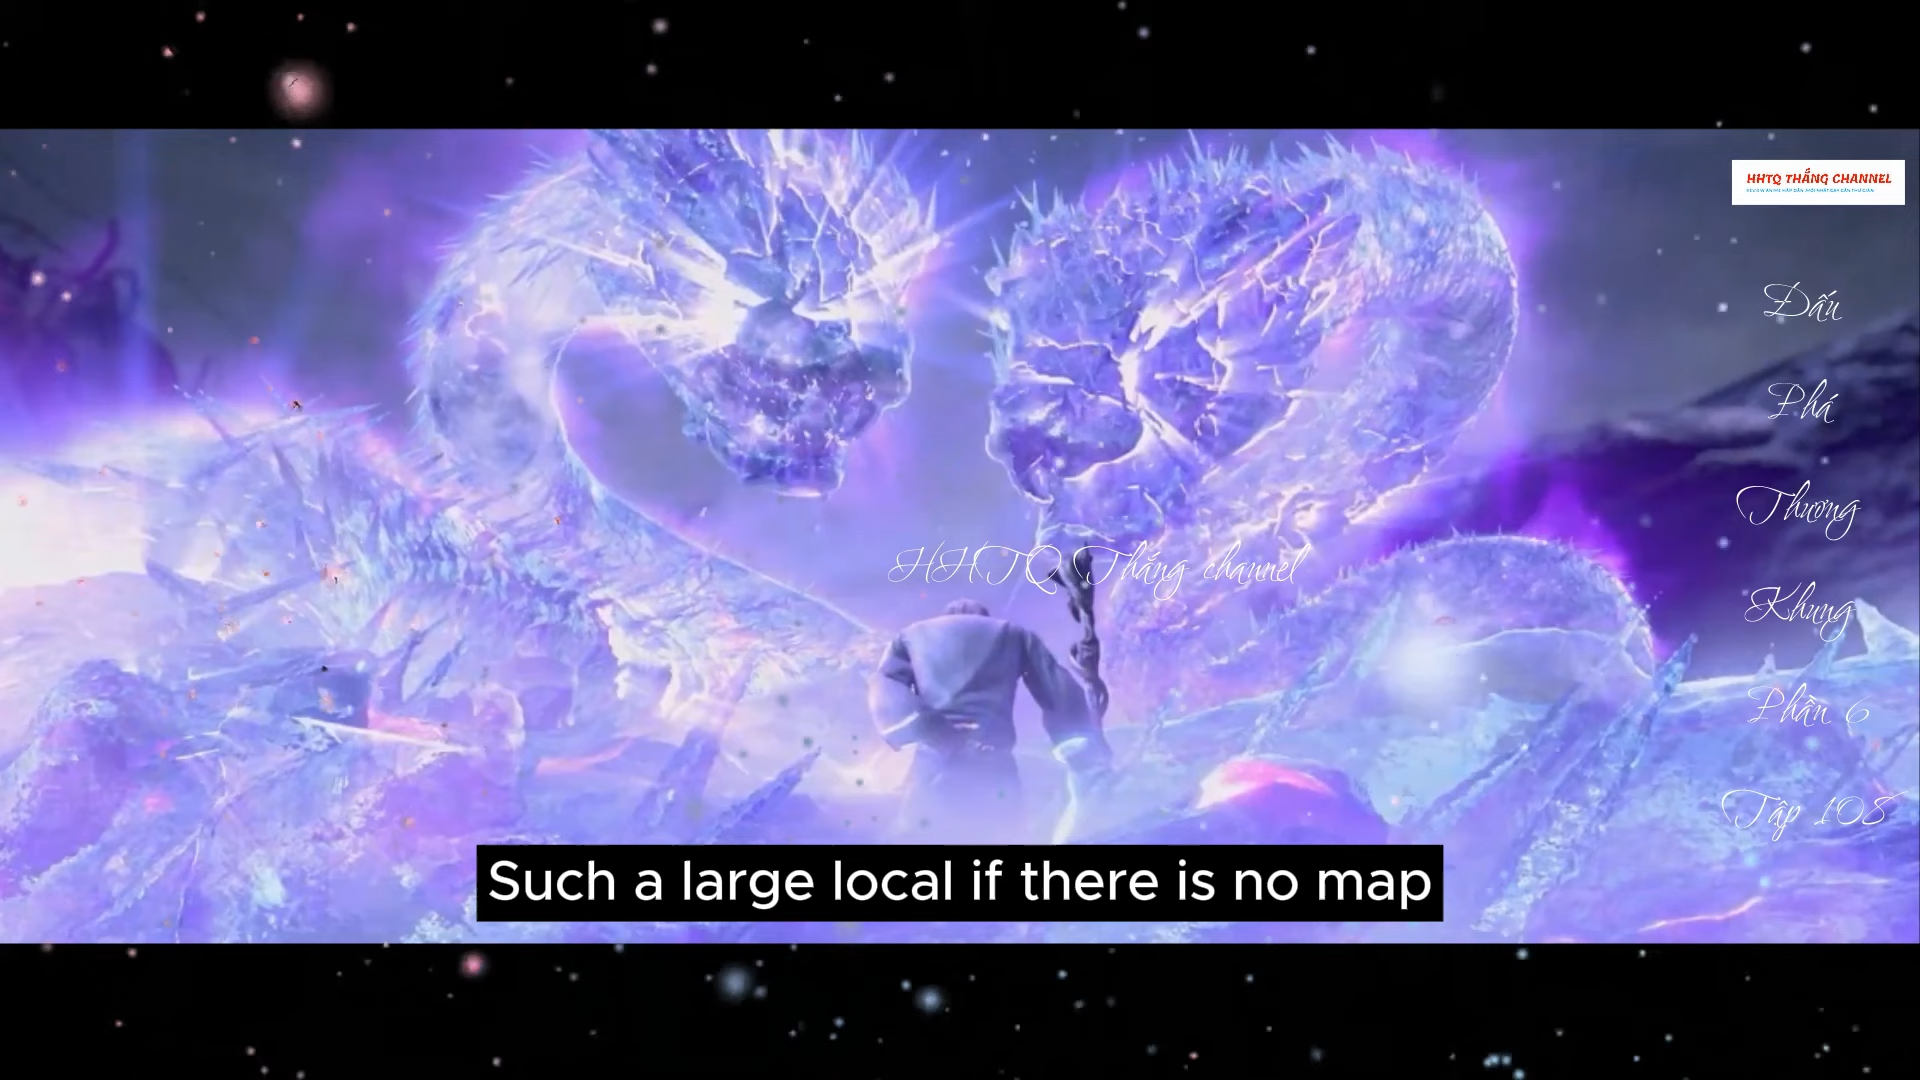 HHTQ THẮNG CHANNEL
Đấu
Phá
Thương
HHTQ Thắng channel
Khung
Phần 6
Tập 108
Such a large local if there is no map